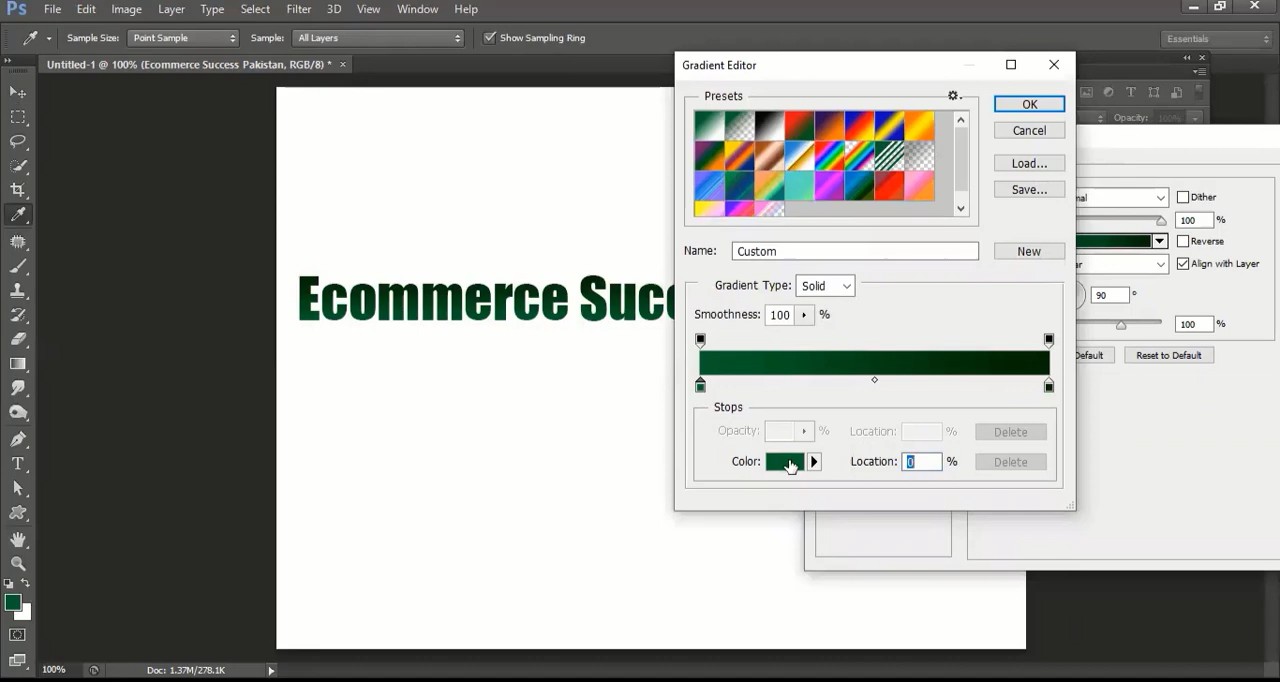 Ps File Edit Image Layer Type Select Filter 3D View Window Help
Sample Size: Point Sample Sample: All Layers Show Sampling Ring Essentials
Untitled-1 @ 100% (Ecommerce Success Pakistan, RGB/8) * ×
Gradient Editor
Presets
OK
Cancel
Load...
Save...
Name: Custom New
Gradient Type: Solid
Smoothness: 100 %
Stops
Opacity: % Location: % Delete
Color: Location: 0 % Delete
Opacity: 100%
Dither
100 %
Reverse
Align with Layer
90 °
100 %
Default Reset to Default
Ecommerce Succ
100% Doc: 1.37M/278.1K